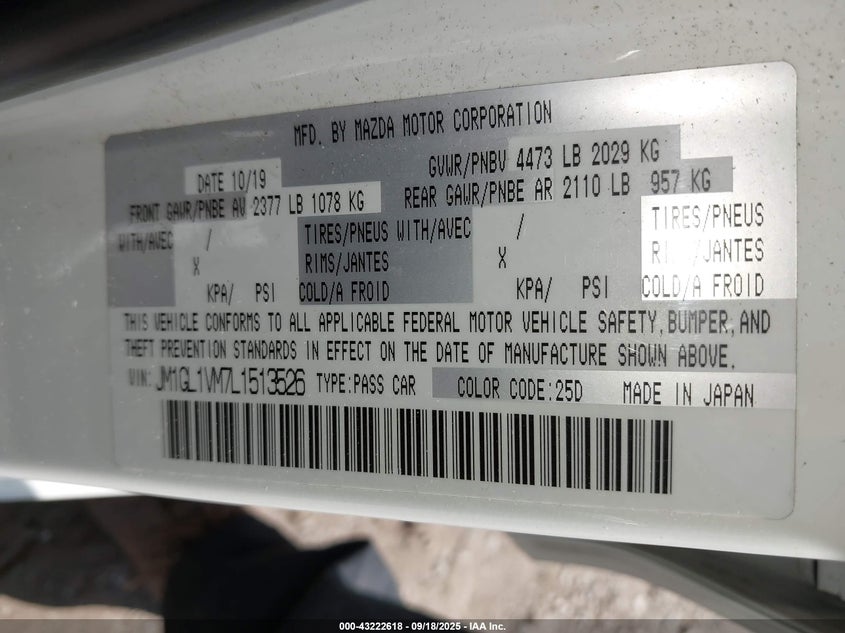 MFD. BY MAZDA MOTOR CORPORATION
DATE 10/19 GVWR/PNBV 4473 LB 2029 KG
FRONT GAWR/PNBE AV 2377 LB 1078 KG REAR GAWR/PNBE AR 2110 LB 957 KG
WITH/AVEC / TIRES/PNEUS WITH/AVEC / TIRES/PNEUS
X RIMS/JANTES X RIMS/JANTES
KPA/ PSI COLD/A FROID KPA/ PSI COLD/A FROID
THIS VEHICLE CONFORMS TO ALL APPLICABLE FEDERAL MOTOR VEHICLE SAFETY, BUMPER, AND
THEFT PREVENTION STANDARDS IN EFFECT ON THE DATE OF MANUFACTURE SHOWN ABOVE.
VIN: JM1GL1VM7L1513526 TYPE:PASS CAR COLOR CODE:25D MADE IN JAPAN
000-43222618 - 09/18/2025 - IAA Inc.